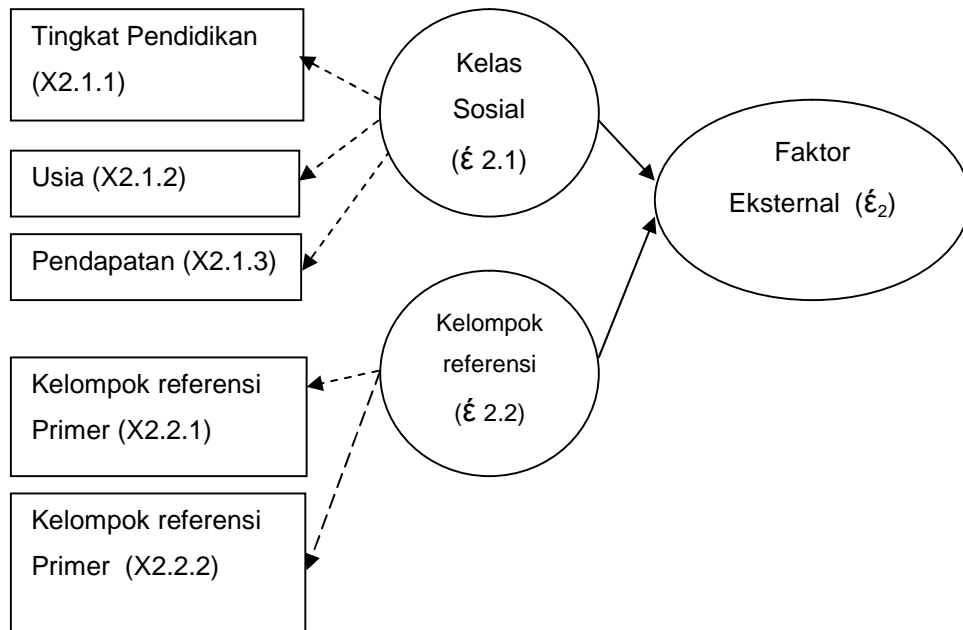 Tingkat Pendidikan
(X2.1.1)
Usia (X2.1.2)
Pendapatan (X2.1.3)
Kelompok referensi
Primer (X2.2.1)
Kelompok referensi
Primer (X2.2.2)
Kelas
Sosial
(έ 2.1)
Kelompok
referensi
(έ 2.2)
Faktor
Eksternal (έ₂)